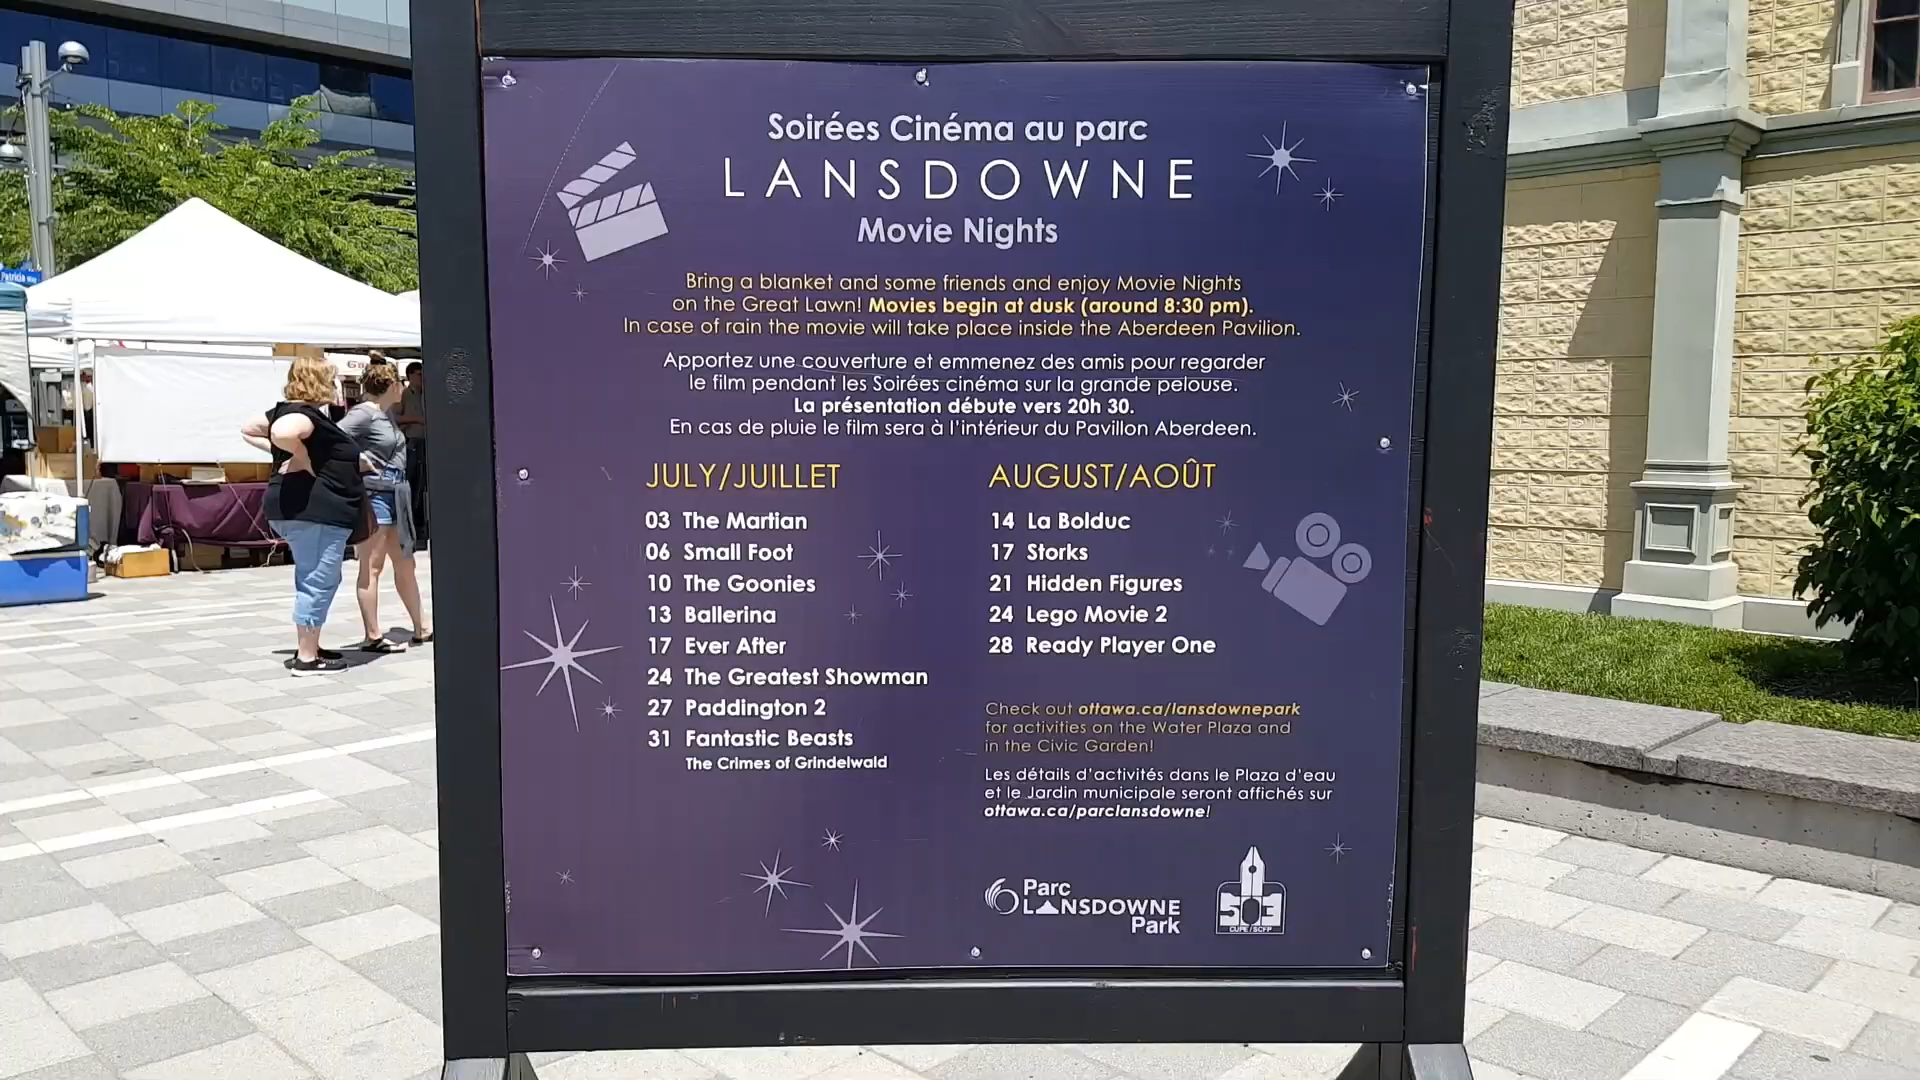 Soirées Cinéma au parc
LANSDOWNE
Movie Nights
Bring a blanket and some friends and enjoy Movie Nights
on the Great Lawn! Movies begin at dusk (around 8:30 pm).
In case of rain the movie will take place inside the Aberdeen Pavilion.
Apportez une couverture et emmenez des amis pour regarder
le film pendant les Soirées cinéma sur la grande pelouse.
La présentation débute vers 20h 30.
En cas de pluie le film sera à l'intérieur du Pavillon Aberdeen.
JULY/JUILLET
03 The Martian
06 Small Foot
10 The Goonies
13 Ballerina
17 Ever After
24 The Greatest Showman
27 Paddington 2
31 Fantastic Beasts
The Crimes of Grindelwald
AUGUST/AOÛT
14 La Bolduc
17 Storks
21 Hidden Figures
24 Lego Movie 2
28 Ready Player One
Check out ottawa.ca/lansdownepark
for activities on the Water Plaza and
in the Civic Garden!
Les détails d'activités dans le Plaza d'eau
et le Jardin municipale seront affichés sur
ottawa.ca/parclansdowne!
Parc
LANSDOWNE
Park
503
CUPE/SCFP
Patricia